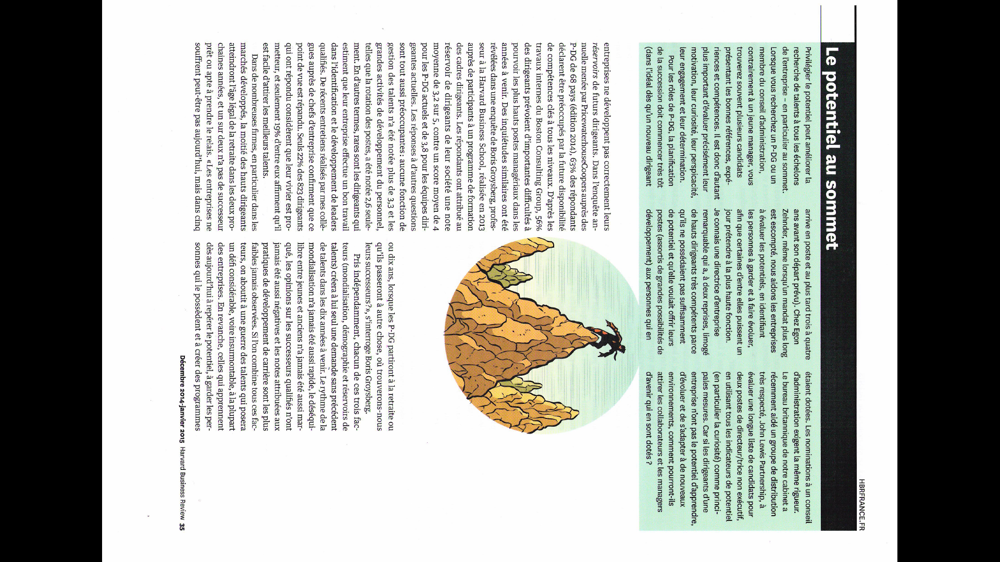 HBRFRANCE.FR
Le potentiel au sommet
Privilégier le potentiel peut améliorer la
recherche de talents à tous les échelons
de l'entreprise – en particulier au sommet.
Lorsque vous recherchez un P-DG ou un
membre du conseil d'administration,
contrairement à un jeune manager, vous
trouverez souvent plusieurs candidats
présentant les bonnes références, expé-
riences et compétences. Il est donc d'autant
plus important d'évaluer précisément leur
motivation, leur curiosité, leur perspicacité,
leur engagement et leur détermination.
Pour les rôles de P-DG, la planification
de la succession doit commencer très tôt
(dans l'idéal dès qu'un nouveau dirigeant
arrive en poste et au plus tard trois à quatre
ans avant son départ prévu). Chez Egon
Zehnder, même lorsqu'un mandat plus long
est escompté, nous aidons les entreprises
à évaluer les potentiels, en identifiant
les personnes à garder et à faire évoluer,
afin que certaines d'entre elles puissent un
jour prétendre à la plus haute fonction.
Je connais une directrice d'entreprise
remarquable qui a, à deux reprises, limogé
de hauts dirigeants très compétents parce
qu'ils ne possédaient pas suffisamment
de potentiel et qu'elle voulait offrir leurs
postes (assortis de grandes possibilités de
développement) aux personnes qui en
étaient dotées. Les nominations à un conseil
d'administration exigent la même rigueur.
Le bureau britannique de notre cabinet a
récemment aidé un groupe de distribution
très respecté, John Lewis Partnership, à
évaluer une longue liste de candidats pour
deux postes de directeur/trice non exécutif,
en utilisant tous les indicateurs de potentiel
(en particulier la curiosité) comme princi-
pales mesures. Car si les dirigeants d'une
entreprise n'ont pas le potentiel d'apprendre,
d'évoluer et de s'adapter à de nouveaux
environnements, comment pourront-ils
attirer les collaborateurs et les managers
d'avenir qui en sont dotés ?
entreprises ne développent pas correctement leurs
réservoirs de futurs dirigeants. Dans l'enquête an-
nuelle menée par PricewaterhouseCoopers auprès des
P-DG de 68 pays (édition 2014), 63% des répondants
déclarent être préoccupés par la future disponibilité
de compétences clés à tous les niveaux. D'après les
travaux internes du Boston Consulting Group, 56%
des dirigeants prévoient d'importantes difficultés à
pourvoir les plus hauts postes managériaux dans les
années à venir. Des inquiétudes similaires ont été
révélées dans une enquête de Boris Groysberg, profes-
seur à la Harvard Business School, réalisée en 2013
auprès de participants à un programme de formation
des cadres dirigeants. Les répondants ont attribué au
réservoir de dirigeants de leur société une note
moyenne de 3,2 sur 5, contre un score moyen de 4
pour les P-DG actuels et de 3,8 pour les équipes diri-
geantes actuelles. Les réponses à d'autres questions
sont tout aussi préoccupantes : aucune fonction de
gestion des talents n'a été notée plus de 3,3 et les
grandes activités de développement du personnel,
telles que la rotation des postes, a été notée 2,6 seule-
ment. En d'autres termes, rares sont les dirigeants qui
estiment que leur entreprise effectue un bon travail
dans l'identification et le développement de leaders
qualifiés. De récents entretiens réalisés par mes collè-
gues auprès de chefs d'entreprise confirment que ce
point de vue est répandu. Seuls 22% des 823 dirigeants
qui ont répondu considèrent que leur vivier est pro-
metteur, et seulement 19% d'entre eux affirment qu'il
est facile d'attirer les meilleurs talents.
Dans de nombreuses firmes, en particulier dans les
marchés développés, la moitié des hauts dirigeants
atteindront l'âge légal de la retraite dans les deux pro-
chaines années, et un sur deux n'a pas de successeur
prêt ou apte à prendre le relais. « Les entreprises ne
souffrent peut-être pas aujourd'hui, mais dans cinq
ou dix ans, lorsque les P-DG partiront à la retraite ou
qu'ils passeront à autre chose, où trouverons-nous
leurs successeurs? », s'interroge Boris Groysberg.
Pris indépendamment, chacun de ces trois fac-
teurs (mondialisation, démographie et réservoirs de
talents) créera à lui seul une demande sans précédent
de talents dans les dix années à venir. Le rythme de la
mondialisation n'a jamais été aussi rapide, le déséqui-
libre entre jeunes et anciens n'a jamais été aussi mar-
qué, les opinions sur les successeurs qualifiés n'ont
jamais été aussi négatives et les notes attribuées aux
pratiques de développement de carrière sont les plus
faibles jamais observées. Si l'on combine tous ces fac-
teurs, on aboutit à une guerre des talents qui posera
un défi considérable, voire insurmontable, à la plupart
des entreprises. En revanche, celles qui apprennent
dès aujourd'hui à repérer le potentiel, à garder les per-
sonnes qui le possèdent et à créer des programmes
Décembre 2014-janvier 2015 Harvard Business Review 35